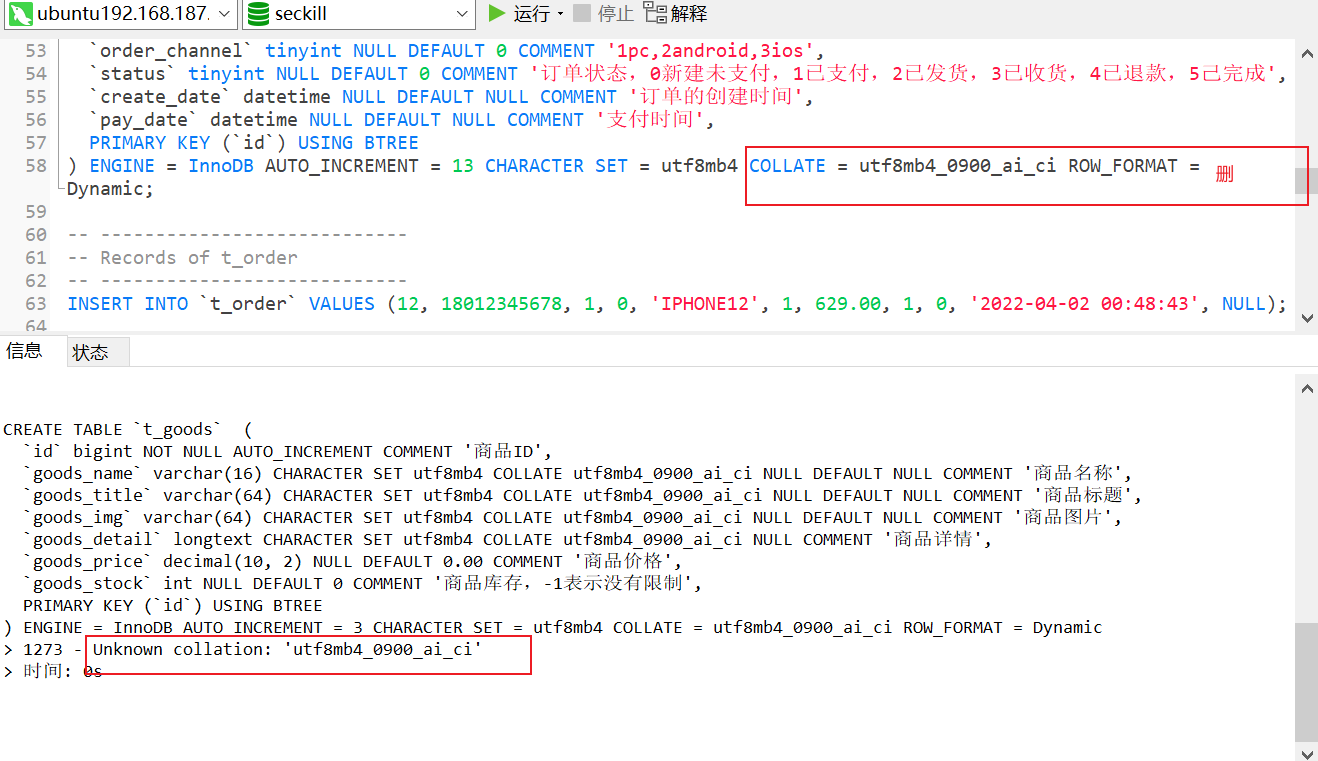 ubuntu192.168.187. seckill 运行 停止 解释
53 `order_channel` tinyint NULL DEFAULT 0 COMMENT '1pc,2android,3ios',
54 `status` tinyint NULL DEFAULT 0 COMMENT '订单状态，0新建未支付，1已支付，2已发货，3已收货，4已退款，5已完成',
55 `create_date` datetime NULL DEFAULT NULL COMMENT '订单的创建时间',
56 `pay_date` datetime NULL DEFAULT NULL COMMENT '支付时间',
57 PRIMARY KEY (`id`) USING BTREE
58 ) ENGINE = InnoDB AUTO_INCREMENT = 13 CHARACTER SET = utf8mb4 COLLATE = utf8mb4_0900_ai_ci ROW_FORMAT = 删
Dynamic;
59
60 -- ----------------------------
61 -- Records of t_order
62 -- ----------------------------
63 INSERT INTO `t_order` VALUES (12, 18012345678, 1, 0, 'IPHONE12', 1, 629.00, 1, 0, '2022-04-02 00:48:43', NULL);
64
信息 状态
CREATE TABLE `t_goods`  (
`id` bigint NOT NULL AUTO_INCREMENT COMMENT '商品ID',
`goods_name` varchar(16) CHARACTER SET utf8mb4 COLLATE utf8mb4_0900_ai_ci NULL DEFAULT NULL COMMENT '商品名称',
`goods_title` varchar(64) CHARACTER SET utf8mb4 COLLATE utf8mb4_0900_ai_ci NULL DEFAULT NULL COMMENT '商品标题',
`goods_img` varchar(64) CHARACTER SET utf8mb4 COLLATE utf8mb4_0900_ai_ci NULL DEFAULT NULL COMMENT '商品图片',
`goods_detail` longtext CHARACTER SET utf8mb4 COLLATE utf8mb4_0900_ai_ci NULL COMMENT '商品详情',
`goods_price` decimal(10, 2) NULL DEFAULT 0.00 COMMENT '商品价格',
`goods_stock` int NULL DEFAULT 0 COMMENT '商品库存，-1表示没有限制',
PRIMARY KEY (`id`) USING BTREE
) ENGINE = InnoDB AUTO_INCREMENT = 3 CHARACTER SET = utf8mb4 COLLATE = utf8mb4_0900_ai_ci ROW_FORMAT = Dynamic
> 1273 - Unknown collation: 'utf8mb4_0900_ai_ci'
> 时间: 0s